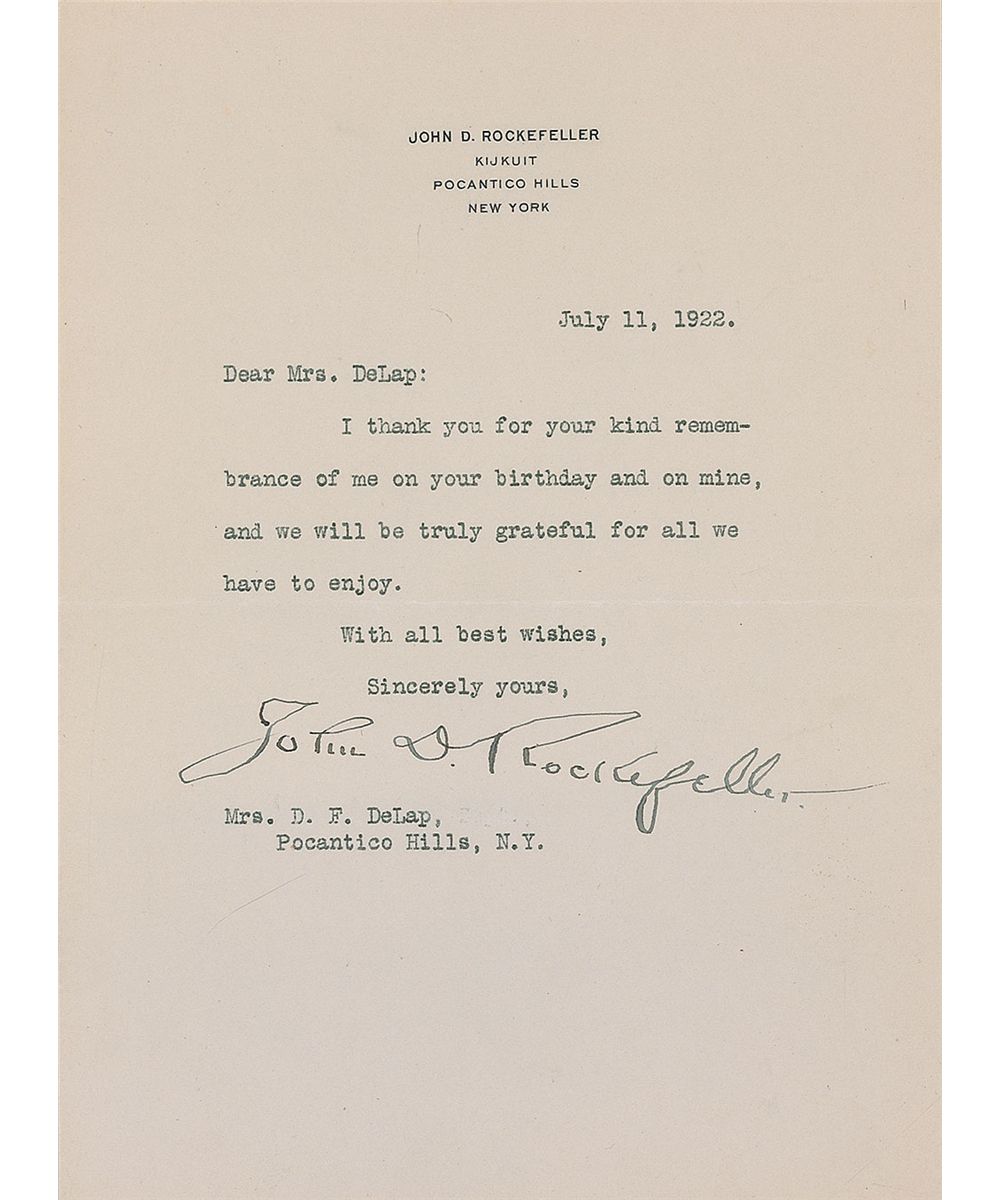 JOHN D. ROCKEFELLER
KIJKUIT
POCANTICO HILLS
NEW YORK
July 11, 1922.
Dear Mrs. DeLap:
I thank you for your kind remem-
brance of me on your birthday and on mine,
and we will be truly grateful for all we
have to enjoy.
With all best wishes,
Sincerely yours,
John D. Rockefeller.
Mrs. D. F. DeLap,
Pocantico Hills, N.Y.